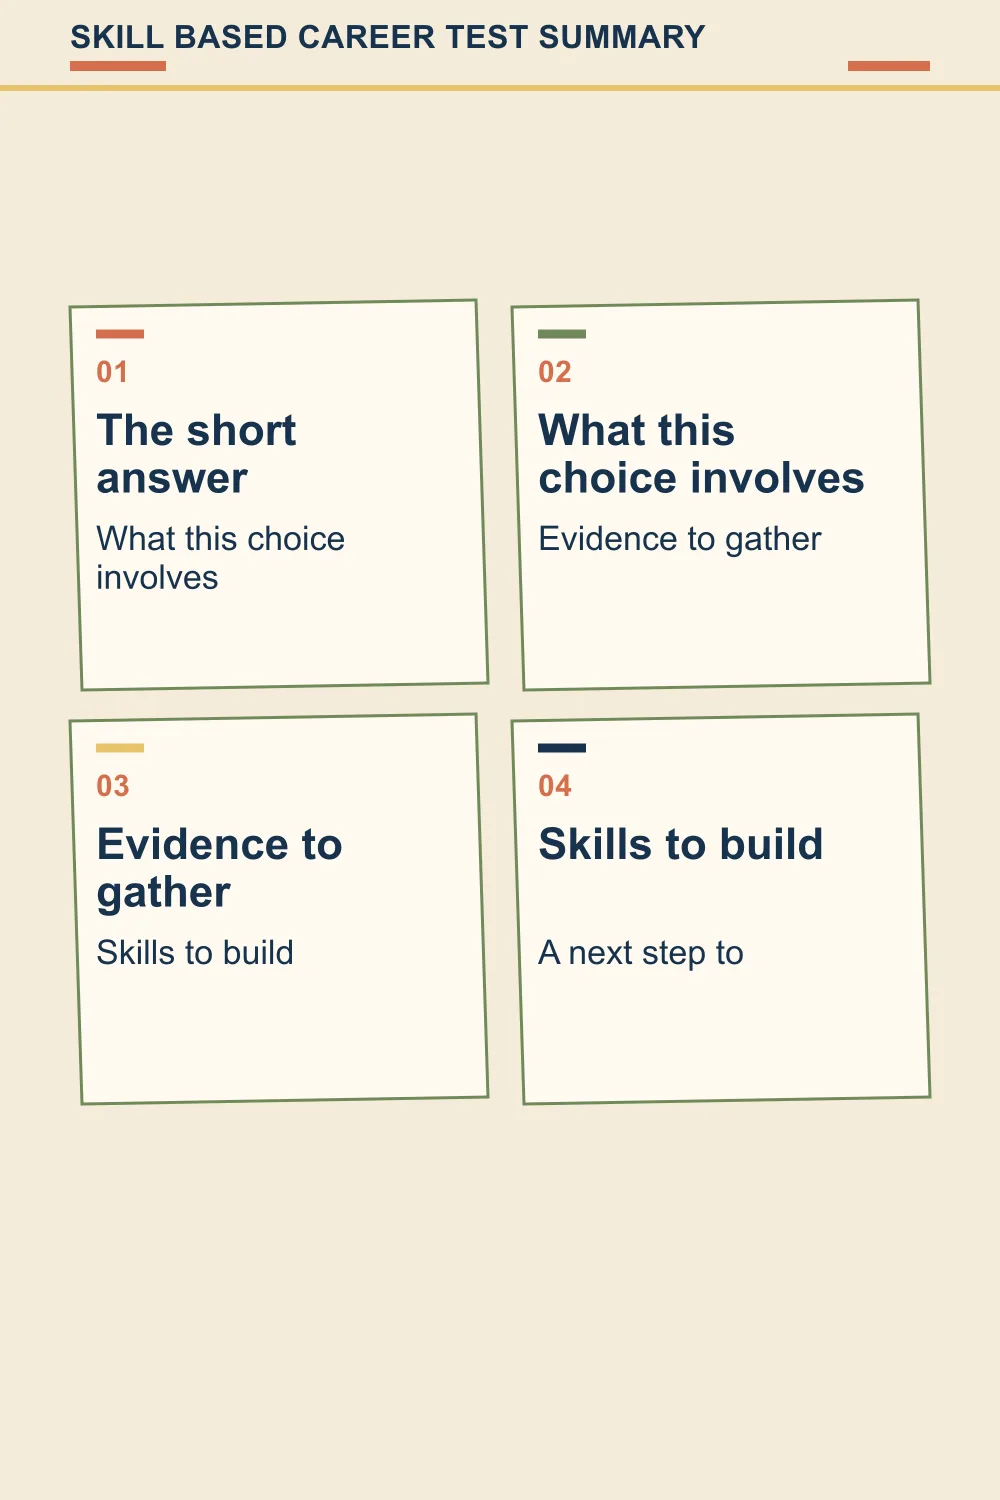 SKILL BASED CAREER TEST SUMMARY
01
The short
answer
What this choice
involves
02
What this
choice involves
Evidence to gather
03
Evidence to
gather
Skills to build
04
Skills to build
A next step to